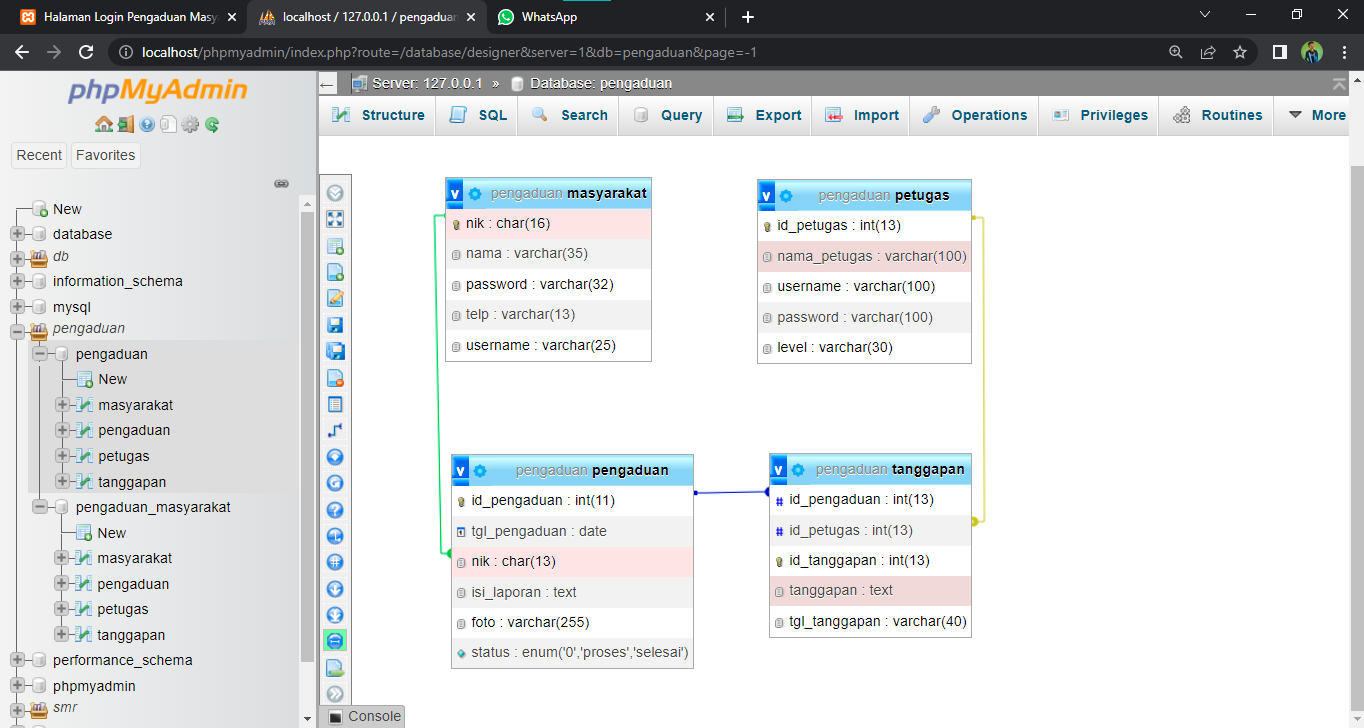 Halaman Login Pengaduan Masy
localhost / 127.0.0.1 / pengaduan
WhatsApp
localhost/phpmyadmin/index.php?route=/database/designer&server=1&db=pengaduan&page=-1
phpMyAdmin
Recent
Favorites
New
database
db
information_schema
mysql
pengaduan
pengaduan
New
masyarakat
pengaduan
petugas
tanggapan
pengaduan_masyarakat
New
masyarakat
pengaduan
petugas
tanggapan
performance_schema
phpmyadmin
smr
Server: 127.0.0.1 » Database: pengaduan
Structure SQL Search Query Export Import Operations Privileges Routines More
v pengaduan masyarakat
nik : char(16)
nama : varchar(35)
password : varchar(32)
telp : varchar(13)
username : varchar(25)
v pengaduan petugas
id_petugas : int(13)
nama_petugas : varchar(100)
username : varchar(100)
password : varchar(100)
level : varchar(30)
v pengaduan pengaduan
id_pengaduan : int(11)
tgl_pengaduan : date
nik : char(13)
isi_laporan : text
foto : varchar(255)
status : enum('0','proses','selesai')
v pengaduan tanggapan
# id_pengaduan : int(13)
# id_petugas : int(13)
id_tanggapan : int(13)
tanggapan : text
tgl_tanggapan : varchar(40)
Console